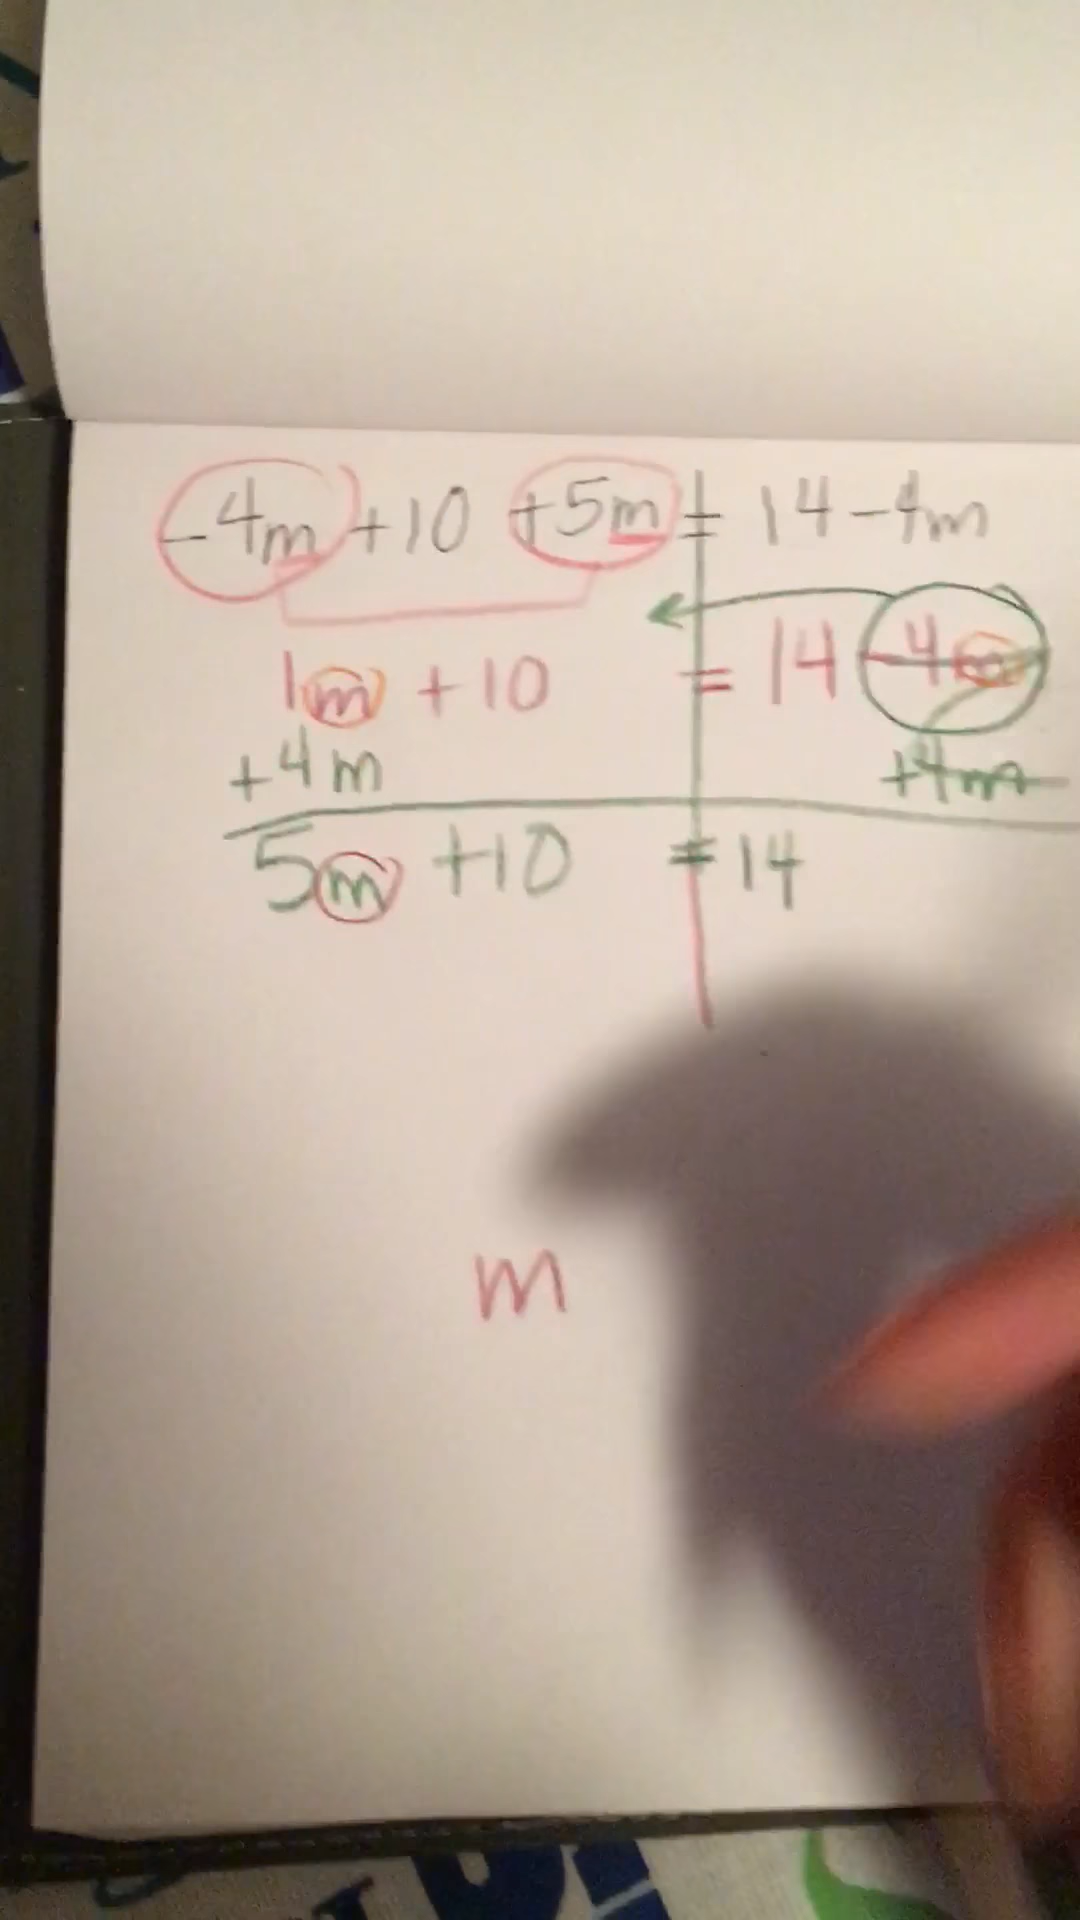 -4m +10 +5m = 14-4m
1m + 10 = 14 -4m
+4m +4m
5m +10 = 14
m